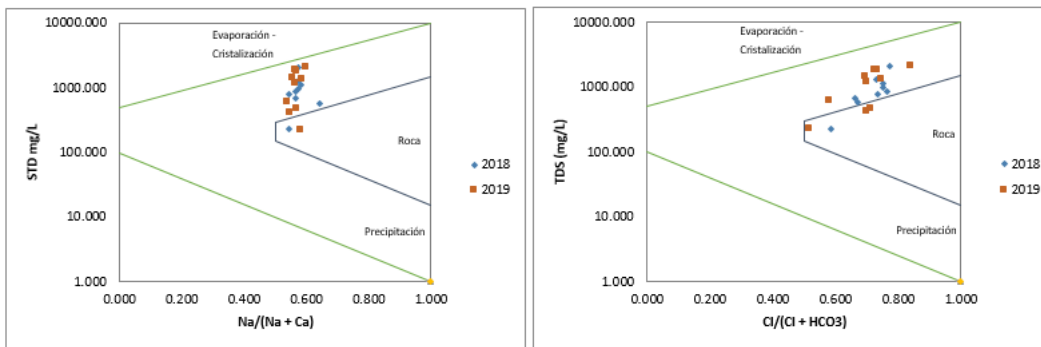 10000.000
1000.000
100.000
10.000
1.000
STD mg/L
Evaporación -
Cristalización
Roca
Precipitación
0.000 0.200 0.400 0.600 0.800 1.000
Na/(Na + Ca)
2018
2019
10000.000
1000.000
100.000
10.000
1.000
TDS (mg/L)
Evaporación -
Cristalización
Roca
Precipitación
0.000 0.200 0.400 0.600 0.800 1.000
Cl/(Cl + HCO3)
2018
2019